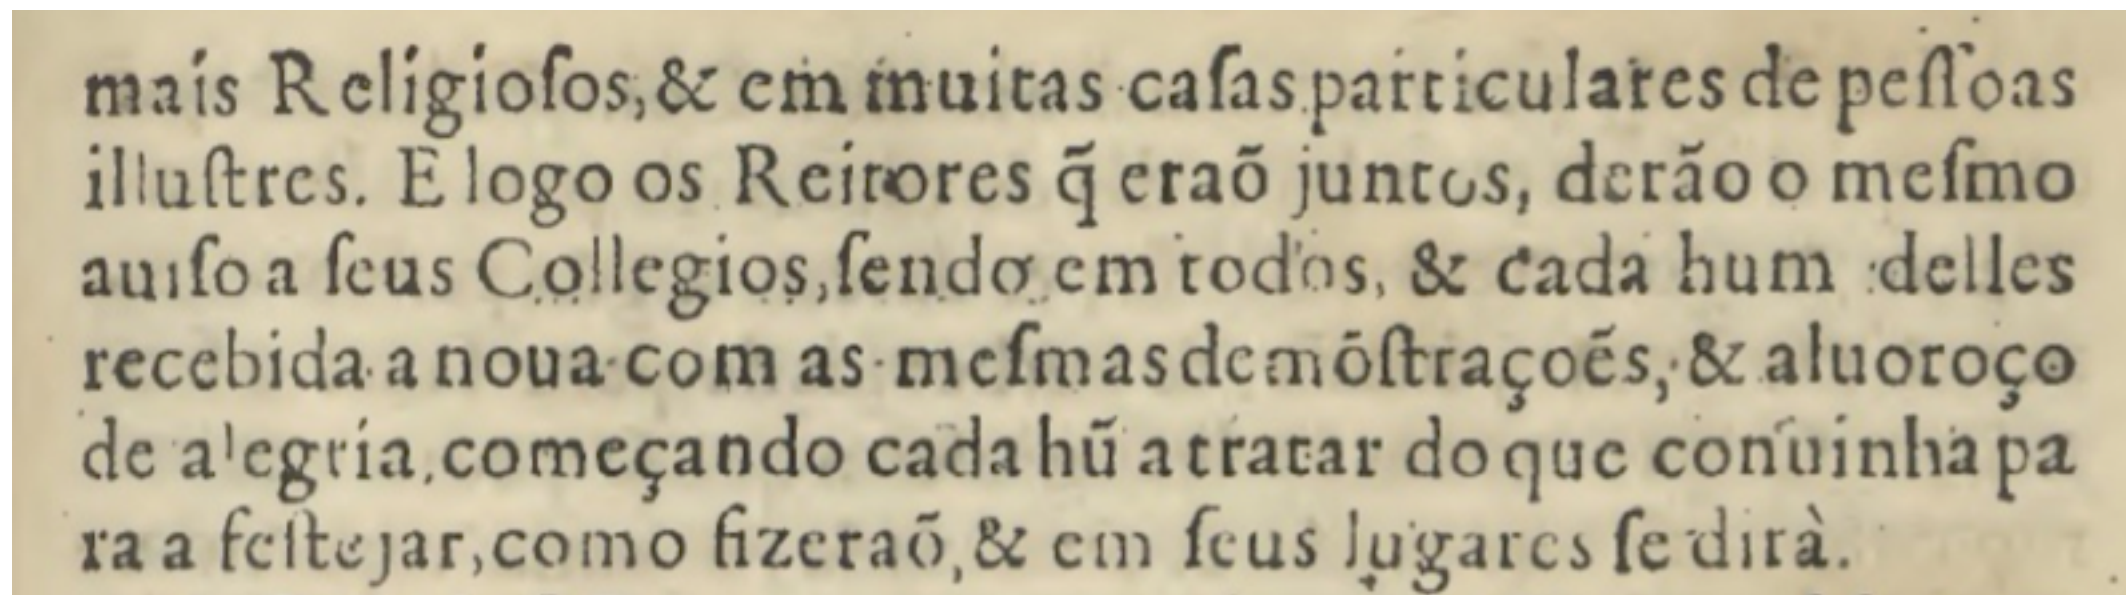 mais Religioſos, & em muitas caſas particulares de peſſoas
illuſtres. E logo os Reitores q̃ eraõ juntos, derão o meſmo
auiſo a ſeus Collegios, ſendo em todos, & cada hum delles
recebida a noua com as meſmas demõſtraçoẽs, & aluoroço
de alegria, começando cada hũ a tratar do que conuinha pa
ra a feſtejar, como fizeraõ, & em ſeus lugares ſe dirà.